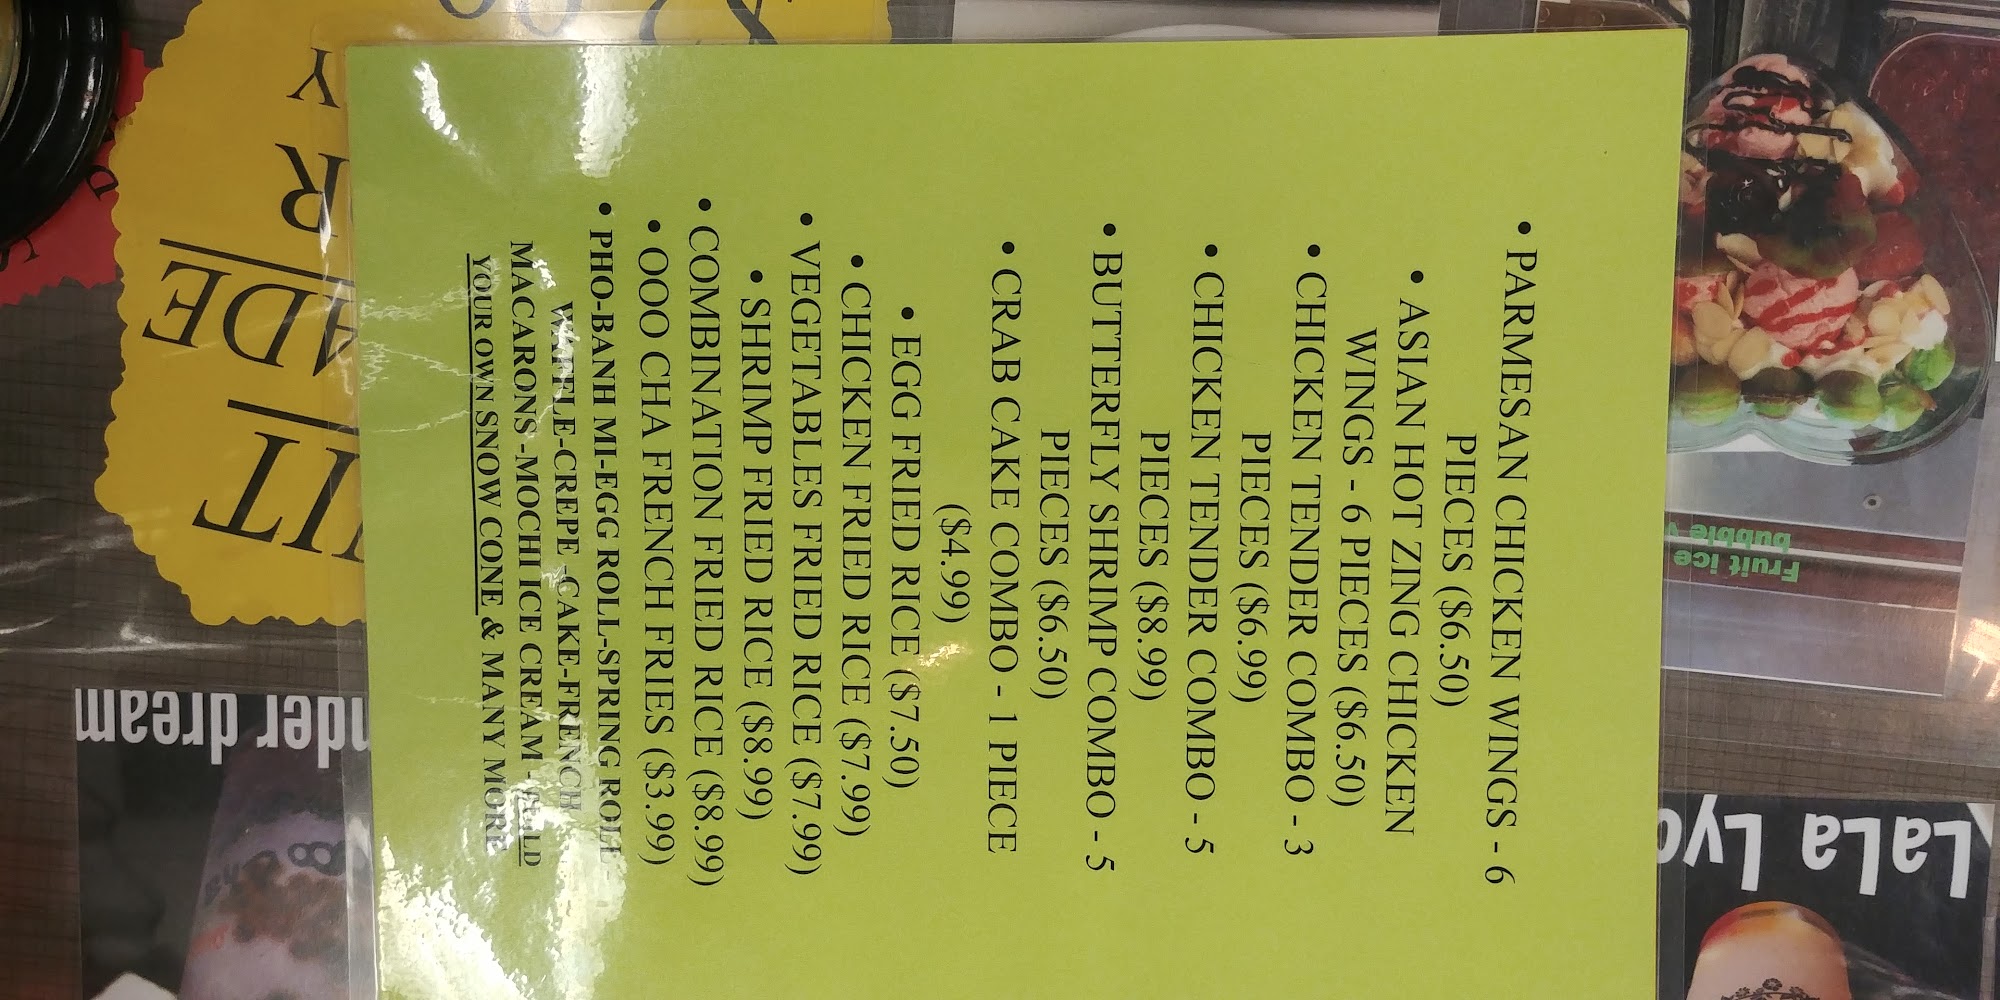 • PARMESAN CHICKEN WINGS - 6
PIECES ($6.50)
• ASIAN HOT ZING CHICKEN
WINGS - 6 PIECES ($6.50)
• CHICKEN TENDER COMBO - 3
PIECES ($6.99)
• CHICKEN TENDER COMBO - 5
PIECES ($8.99)
• BUTTERFLY SHRIMP COMBO - 5
PIECES ($6.50)
• CRAB CAKE COMBO - 1 PIECE
($4.99)
• EGG FRIED RICE ($7.50)
• CHICKEN FRIED RICE ($7.99)
• VEGETABLES FRIED RICE ($7.99)
• SHRIMP FRIED RICE ($8.99)
• COMBINATION FRIED RICE ($8.99)
• OOO CHA FRENCH FRIES ($3.99)
• PHO-BANH MI-EGG ROLL-SPRING ROLL-
WAFFLE-CREPE -CAKE-FRENCH
MACARONS -MOCHI ICE CREAM -
YOUR OWN SNOW CONE & MANY MORE
Fruit ice
bubble
LaLa
dream